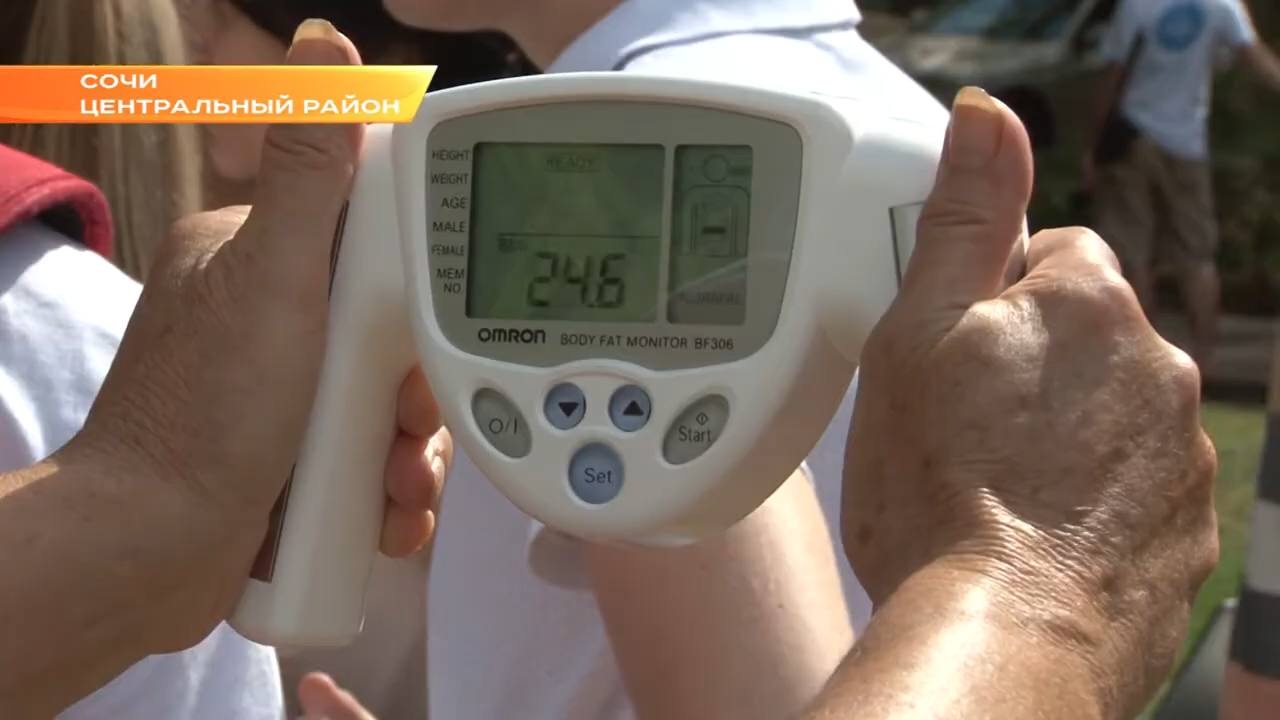 СОЧИ
ЦЕНТРАЛЬНЫЙ РАЙОН
HEIGHT
WEIGHT
AGE
MALE
FEMALE
MEM
NO
READY
24.6
OMRON BODY FAT MONITOR BF306
O/I
Start
Set